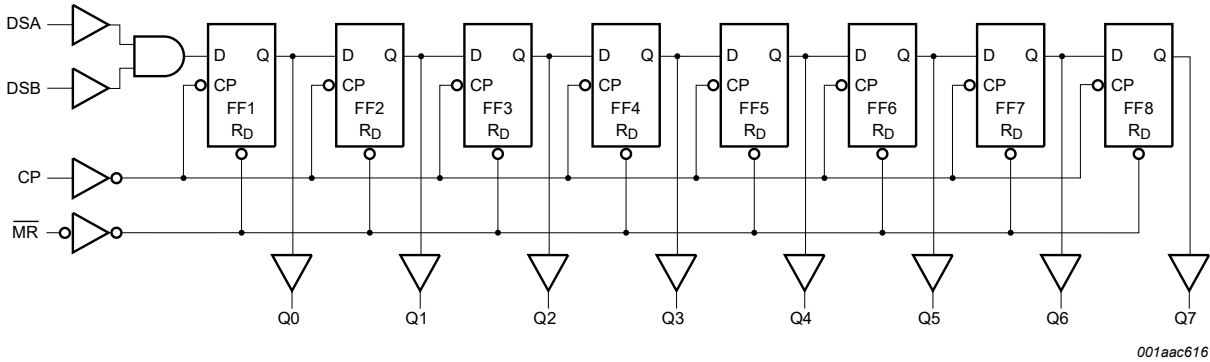 DSA
DSB
CP
MR
D Q
CP
FF1
RD
D Q
CP
FF2
RD
D Q
CP
FF3
RD
D Q
CP
FF4
RD
D Q
CP
FF5
RD
D Q
CP
FF6
RD
D Q
CP
FF7
RD
D Q
CP
FF8
RD
Q0 Q1 Q2 Q3 Q4 Q5 Q6 Q7
001aac616